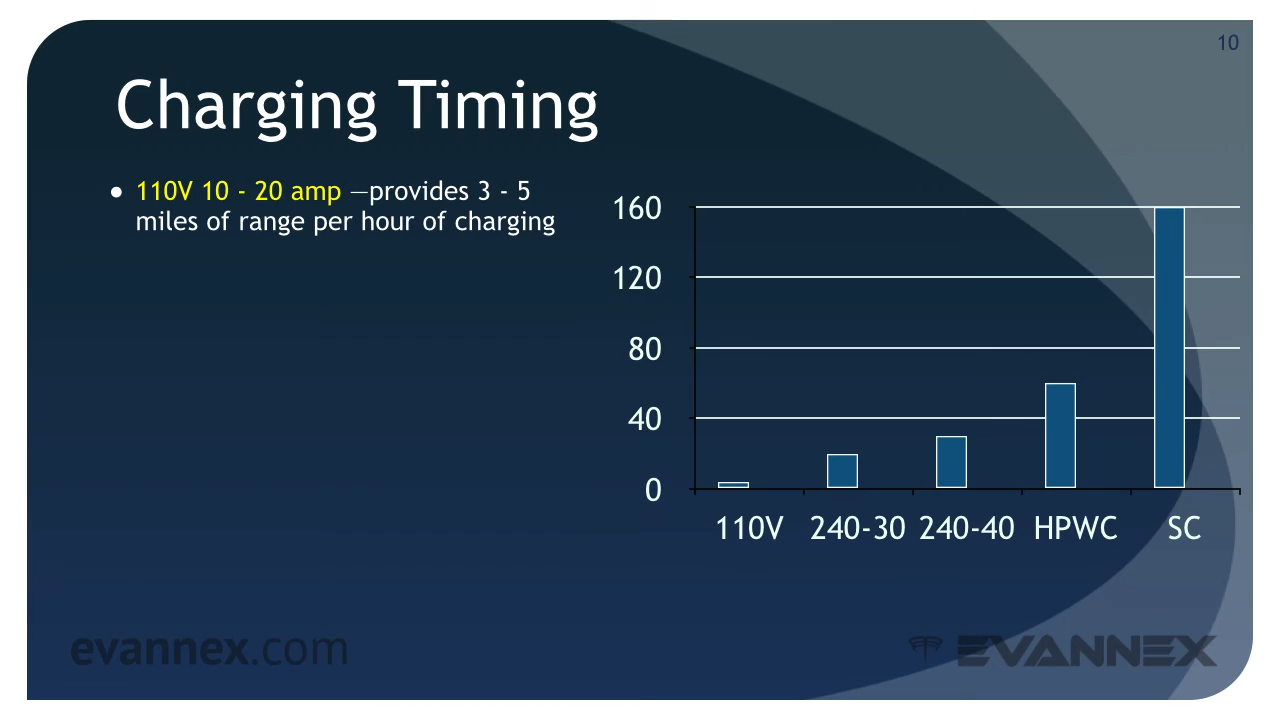 10
Charging Timing
● 110V 10 - 20 amp —provides 3 - 5
miles of range per hour of charging
160
120
80
40
0
110V 240-30 240-40 HPWC SC
evannex.com
EVANNEX